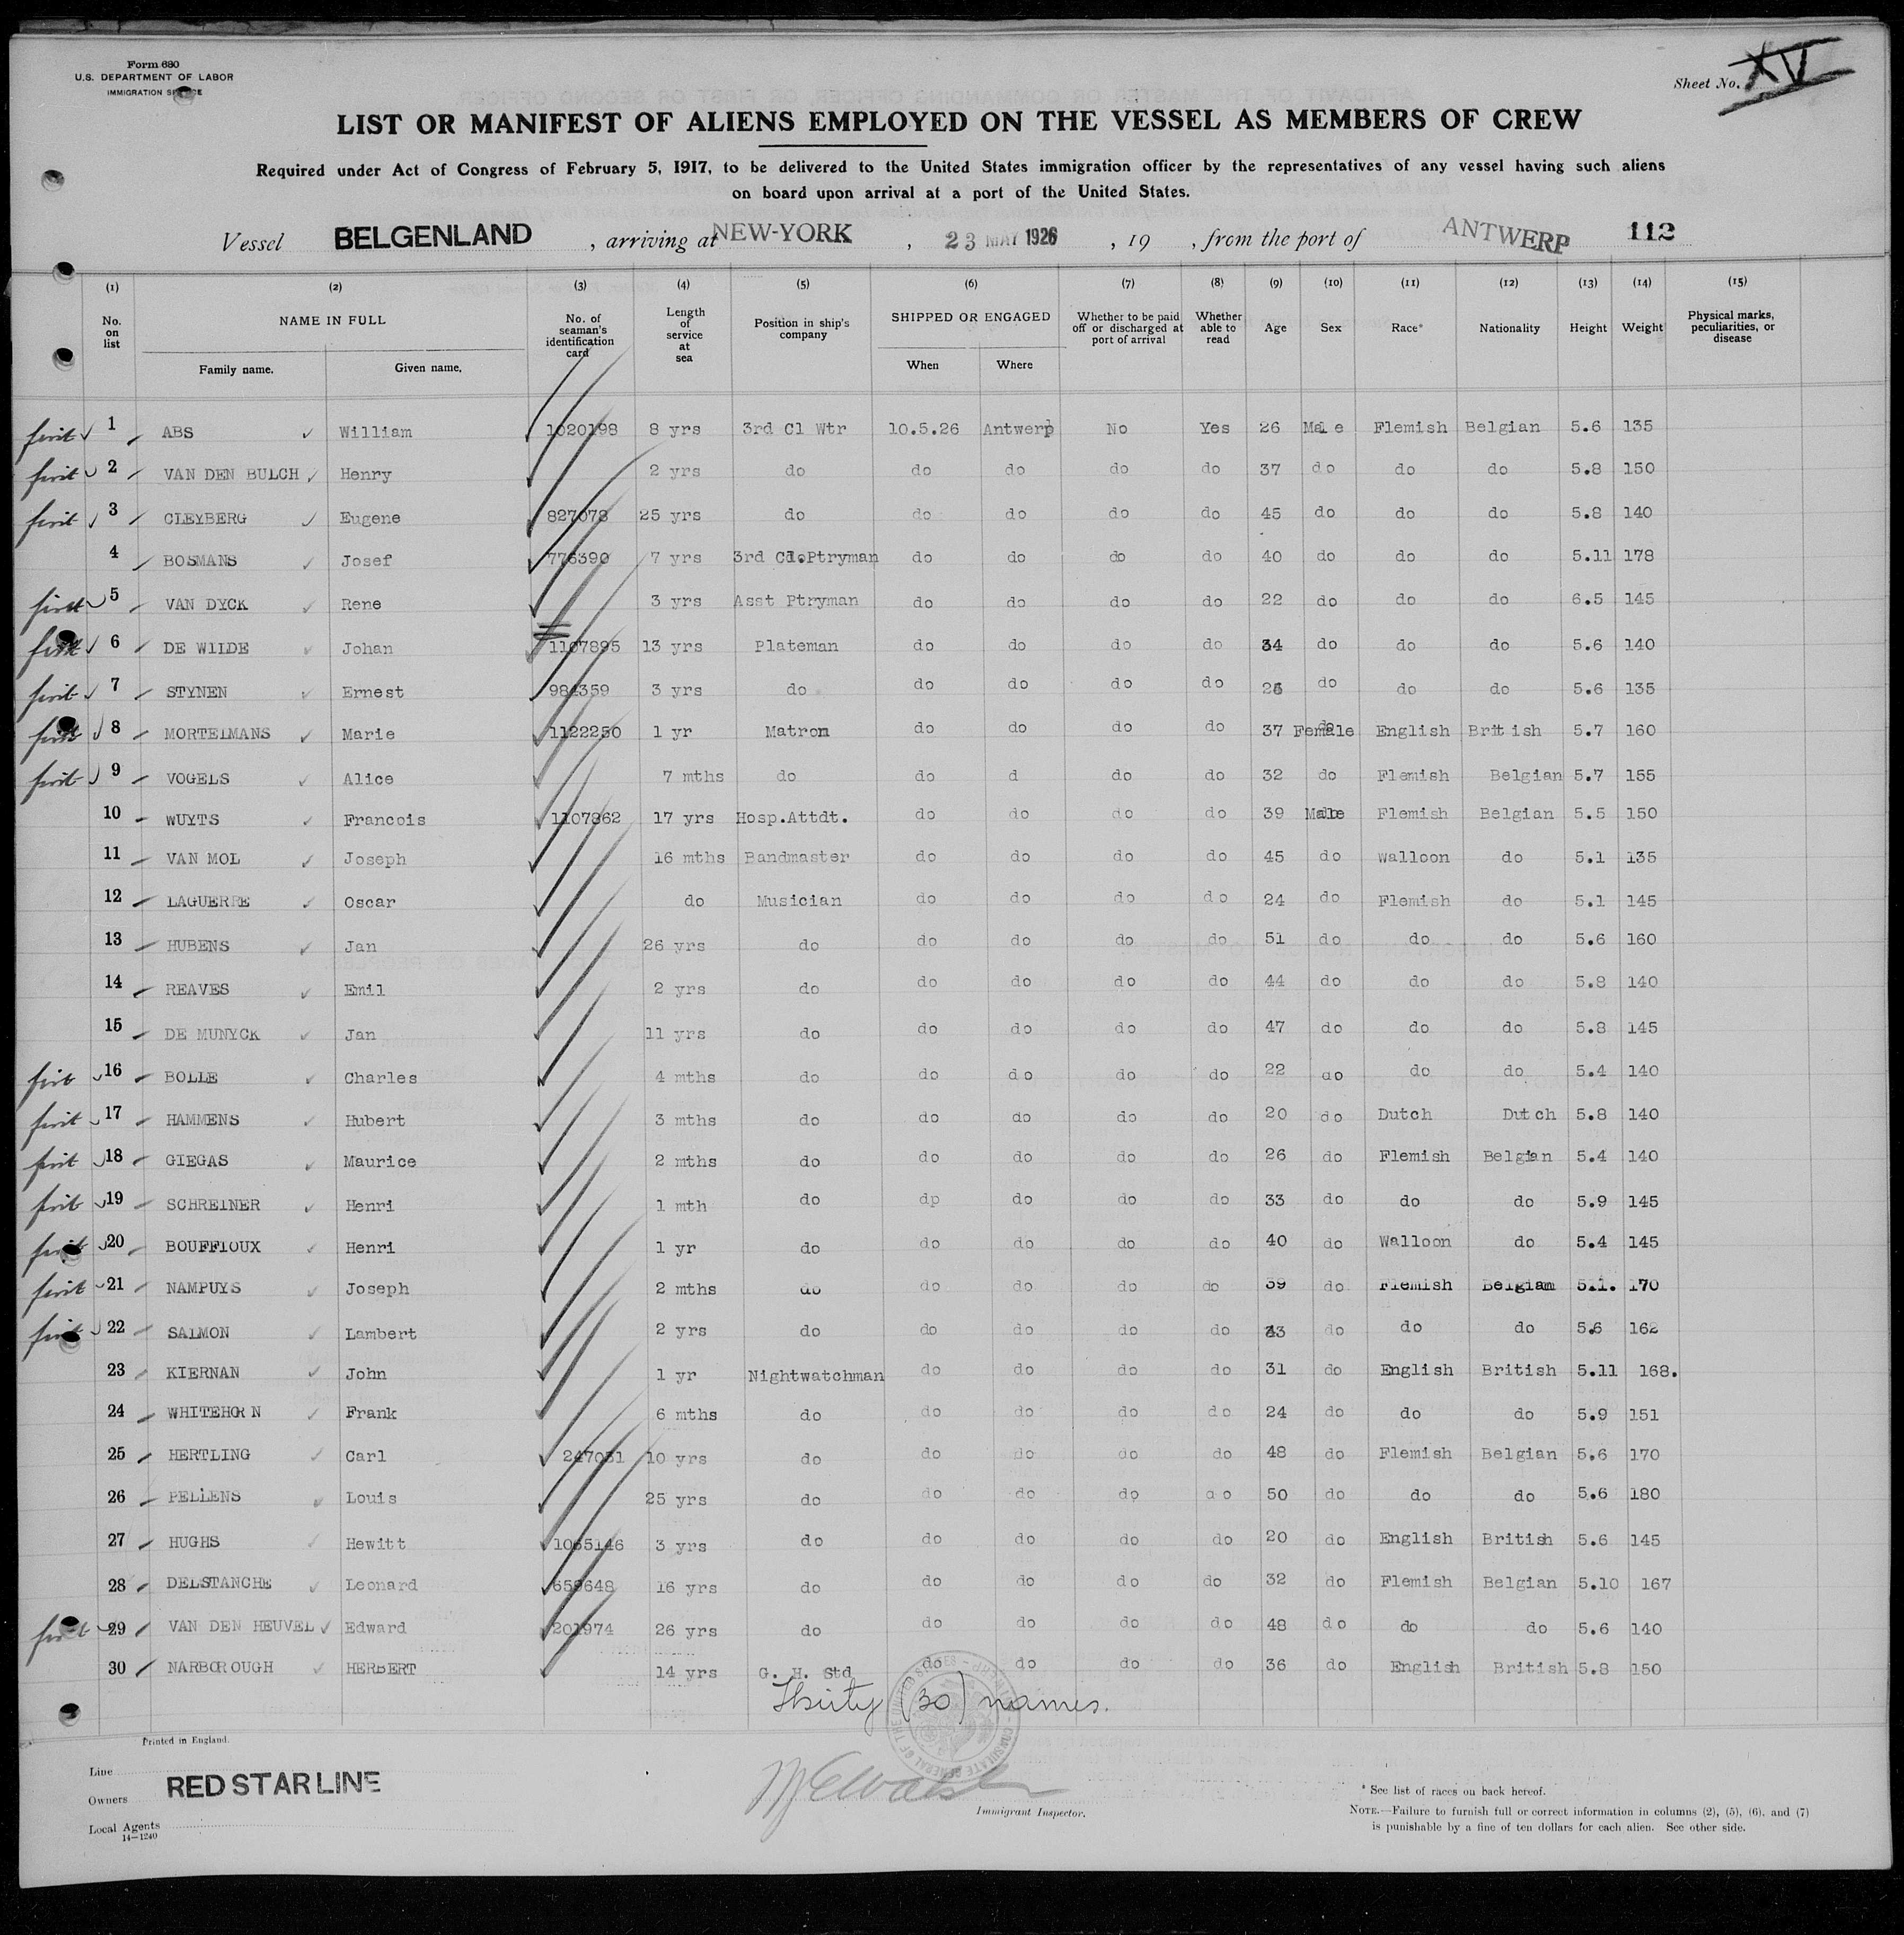 Form 680
U.S. DEPARTMENT OF LABOR
IMMIGRATION SERVICE
Sheet No. XV
LIST OR MANIFEST OF ALIENS EMPLOYED ON THE VESSEL AS MEMBERS OF CREW
Required under Act of Congress of February 5, 1917, to be delivered to the United States immigration officer by the representatives of any vessel having such aliens
on board upon arrival at a port of the United States.
Vessel BELGENLAND , arriving at NEW-YORK , 23 MAY 1926 , 19 , from the port of ANTWERP 112
(1) (2) (3) (4) (5) (6) (7) (8) (9) (10) (11) (12) (13) (14) (15)
No. on list NAME IN FULL Family name. Given name. No. of seaman's identification card Length of service at sea Position in ship's company SHIPPED OR ENGAGED When Where Whether to be paid off or discharged at port of arrival Whether able to read Age Sex Race* Nationality Height Weight Physical marks, peculiarities, or disease
first 1 ABS William 1020198 8 yrs 3rd Cl Wtr 10.5.26 Antwerp No Yes 26 Male Flemish Belgian 5.6 135
first 2 VAN DEN BULCH Henry 2 yrs do do do do do 37 do do do 5.8 150
first 3 CLEYBERG Eugene 827078 25 yrs do do do do do 45 do do do 5.8 140
4 BOSMANS Josef 776390 7 yrs 3rd Cl.Ptryman do do do do 40 do do do 5.11 178
first 5 VAN DYCK Rene 3 yrs Asst Ptryman do do do do 22 do do do 6.5 145
first 6 DE WILDE Johan 1107895 13 yrs Plateman do do do do 34 do do do 5.6 140
first 7 STYNEN Ernest 984359 3 yrs do do do do do do do do 5.6 135
first 8 MORTELMANS Marie 1122250 1 yr Matron do do do do 37 Female English British 5.7 160
first 9 VOGELS Alice 7 mths do do d do do 32 do Flemish Belgian 5.7 155
10 WUYTS Francois 1107862 17 yrs Hosp.Attdt. do do do do 39 Male Flemish Belgian 5.5 150
11 VAN MOL Joseph 16 mths Bandmaster do do do do 45 do Walloon do 5.1 135
12 LAGUERRE Oscar do Musician do do do do 24 do Flemish do 5.1 145
13 HUBENS Jan 26 yrs do do do do do 51 do do do 5.6 160
14 REAVES Emil 2 yrs do do do do do 44 do do do 5.8 140
15 DE MUNYCK Jan 11 yrs do do do do do 47 do do do 5.8 145
first 16 BOLLE Charles 4 mths do do do do do 22 do do do 5.4 140
first 17 HAMMENS Hubert 3 mths do do do do do 20 do Dutch Dutch 5.8 140
first 18 GIEGAS Maurice 2 mths do do do do do 26 do Flemish Belgian 5.4 140
first 19 SCHREINER Henri 1 mth do dp do do do 33 do do do 5.9 145
first 20 BOUFFIOUX Henri 1 yr do do do do do 40 do Walloon do 5.4 145
first 21 NAMPUYS Joseph 2 mths do do do do do 39 do Flemish Belgian 5.1. 170
first 22 SALMON Lambert 2 yrs do do do do do do do do 5.6 162
23 KIERNAN John 1 yr Nightwatchman do do do do 31 do English British 5.11 168.
24 WHITEHORN Frank 6 mths do do do do do 24 do do do 5.9 151
25 HERTLING Carl 247031 10 yrs do do do do do 48 do Flemish Belgian 5.6 170
26 PELLENS Louis 25 yrs do do do do do 50 do do do 5.6 180
27 HUGHS Hewitt 1065146 3 yrs do do do do do 20 do English British 5.6 145
28 DELSTANCHE Leonard 659648 16 yrs do do do do do 32 do Flemish Belgian 5.10 167
first 29 VAN DEN HEUVEL Edward 201974 26 yrs do do do do do 48 do do do 5.6 140
30 NARBOROUGH HERBERT 14 yrs G. H. Std do do do do 36 do English British 5.8 150
Thirty (30) names.
Printed in England.
Line
Owners RED STAR LINE
Local Agents
14-1240
Immigrant Inspector.
* See list of races on back hereof.
NOTE.—Failure to furnish full or correct information in columns (2), (5), (6), and (7)
is punishable by a fine of ten dollars for each alien. See other side.